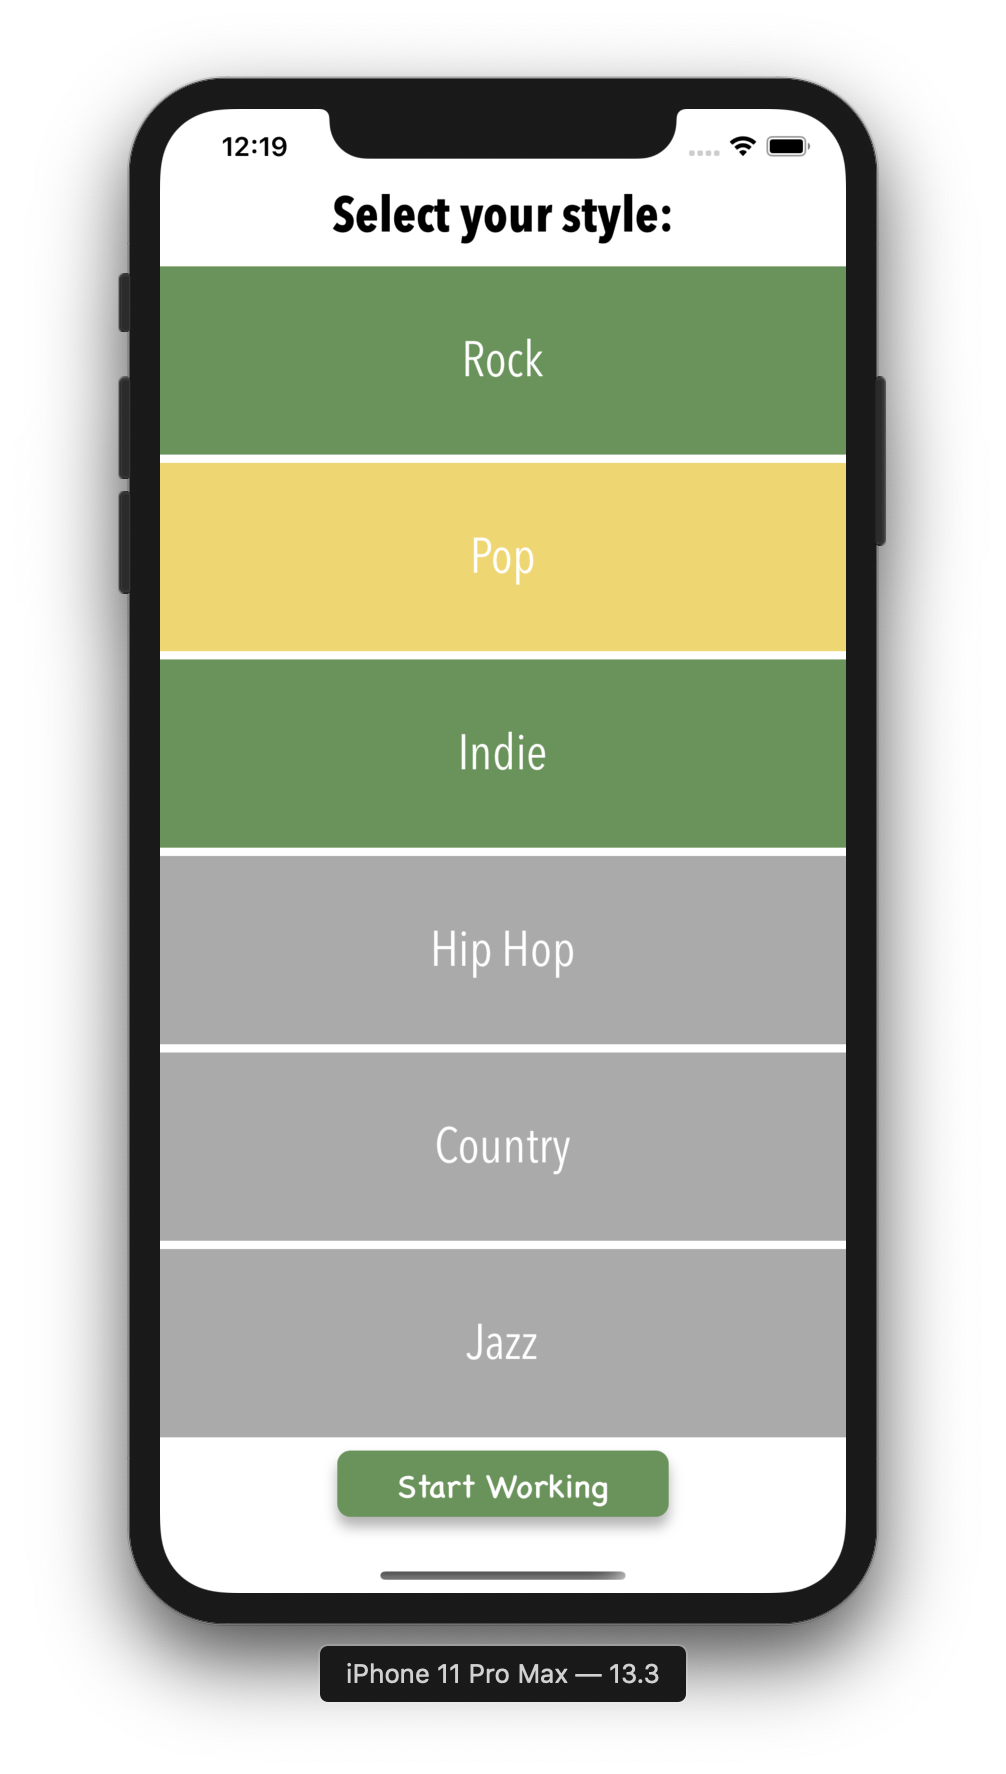 12:19
Select your style:
Rock
Pop
Indie
Hip Hop
Country
Jazz
Start Working
iPhone 11 Pro Max — 13.3